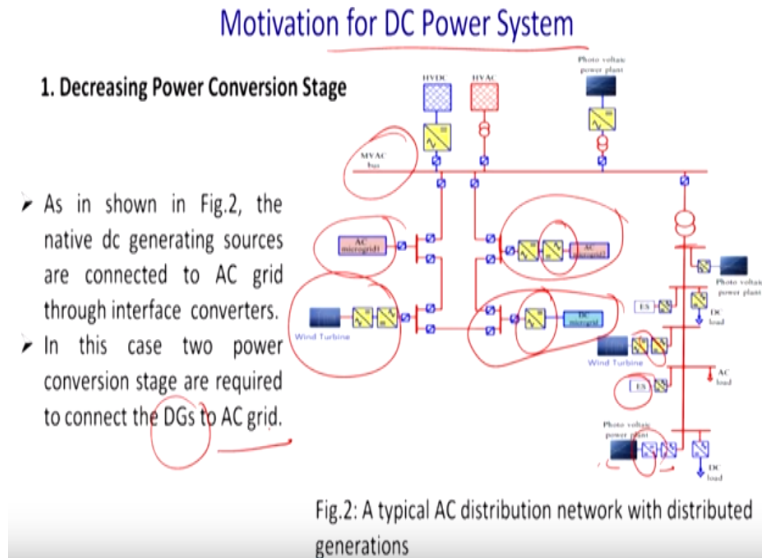 Motivation for DC Power System
1. Decreasing Power Conversion Stage
➤ As in shown in Fig.2, the
native dc generating sources
are connected to AC grid
through interface converters.
➤ In this case two power
conversion stage are required
to connect the DGs to AC grid.
HVDC
HVAC
Photo voltaic
power plant
MVAC
bus
AC
microgrid1
Wind Turbine
AC
DC
microgrid
Photo voltaic
power plant
ES
DC
load
Wind Turbine
ES
AC
load
Photo voltaic
power plant
DC
load
Fig.2: A typical AC distribution network with distributed
generations